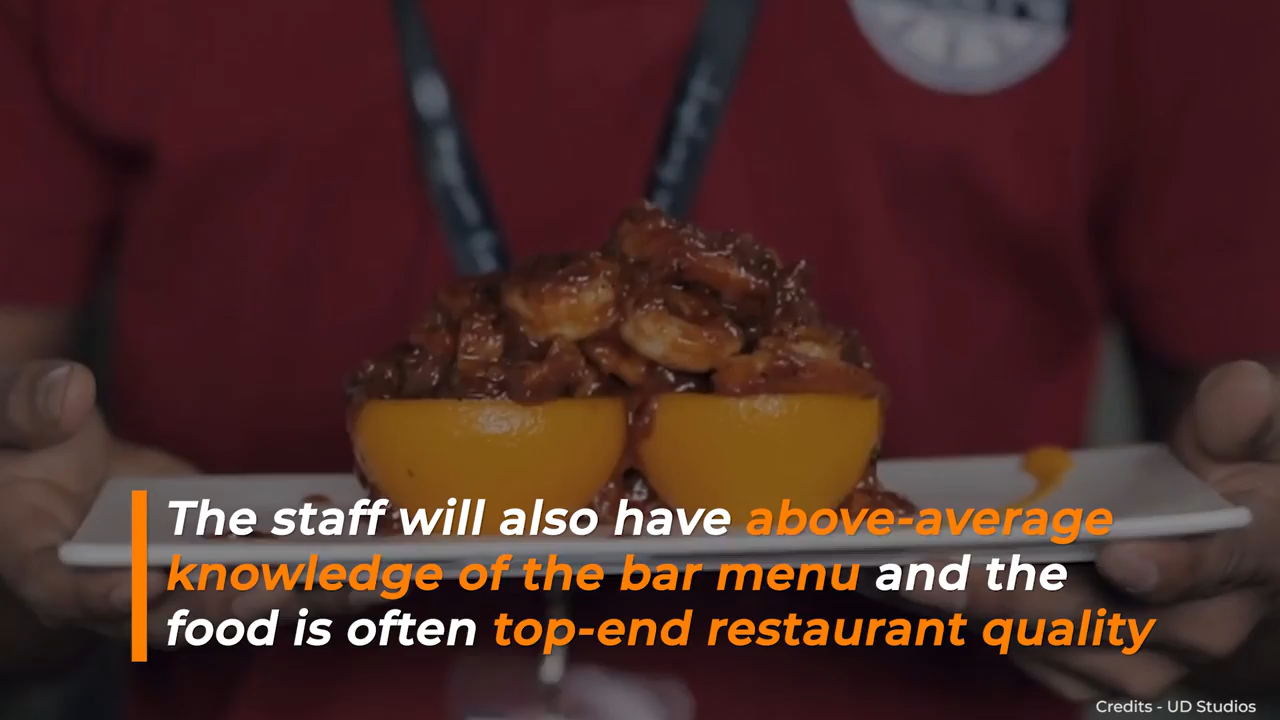 The staff will also have above-average
knowledge of the bar menu and the
food is often top-end restaurant quality
Credits - UD Studios